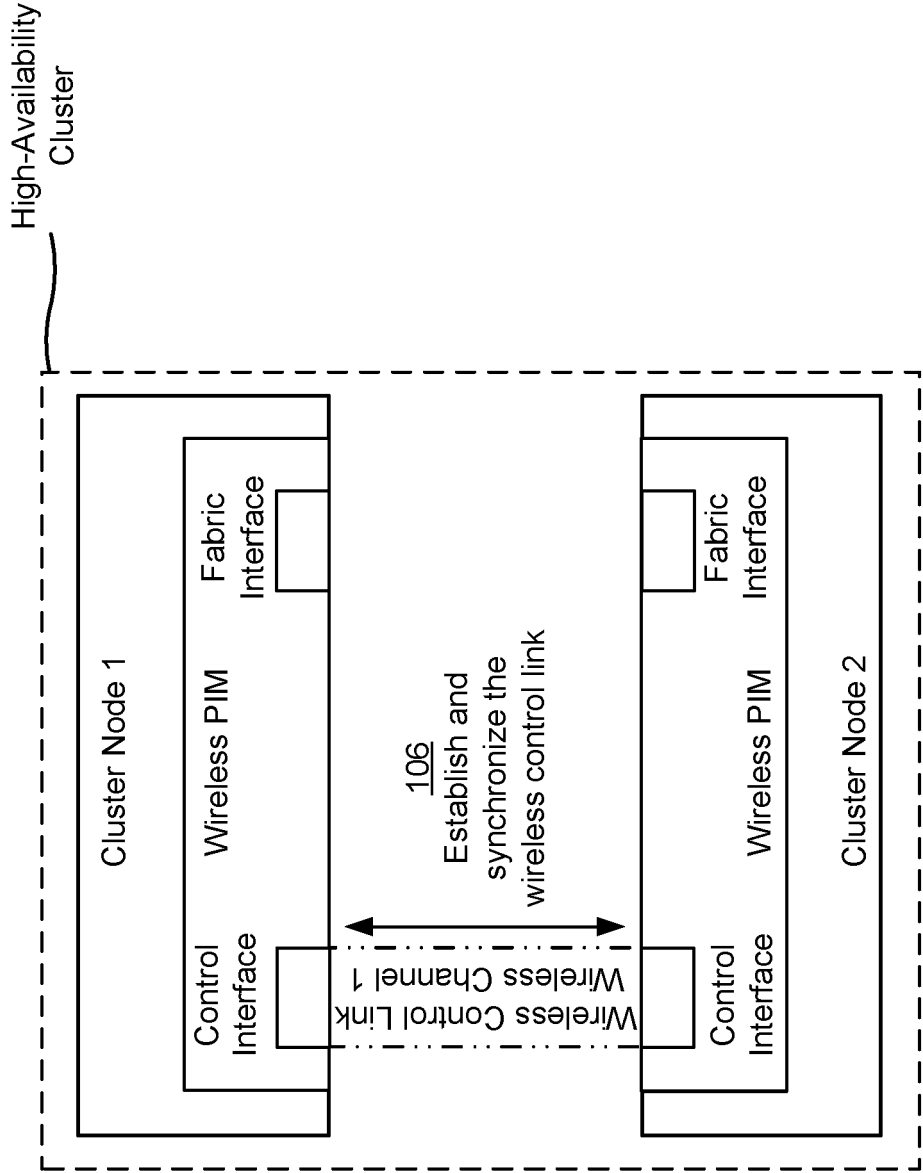 High-Availability
Cluster
Cluster Node 1
Wireless PIM
Control
Interface
Fabric
Interface
Wireless Control Link
Wireless Channel 1
106
Establish and
synchronize the
wireless control link
Control
Interface
Fabric
Interface
Wireless PIM
Cluster Node 2